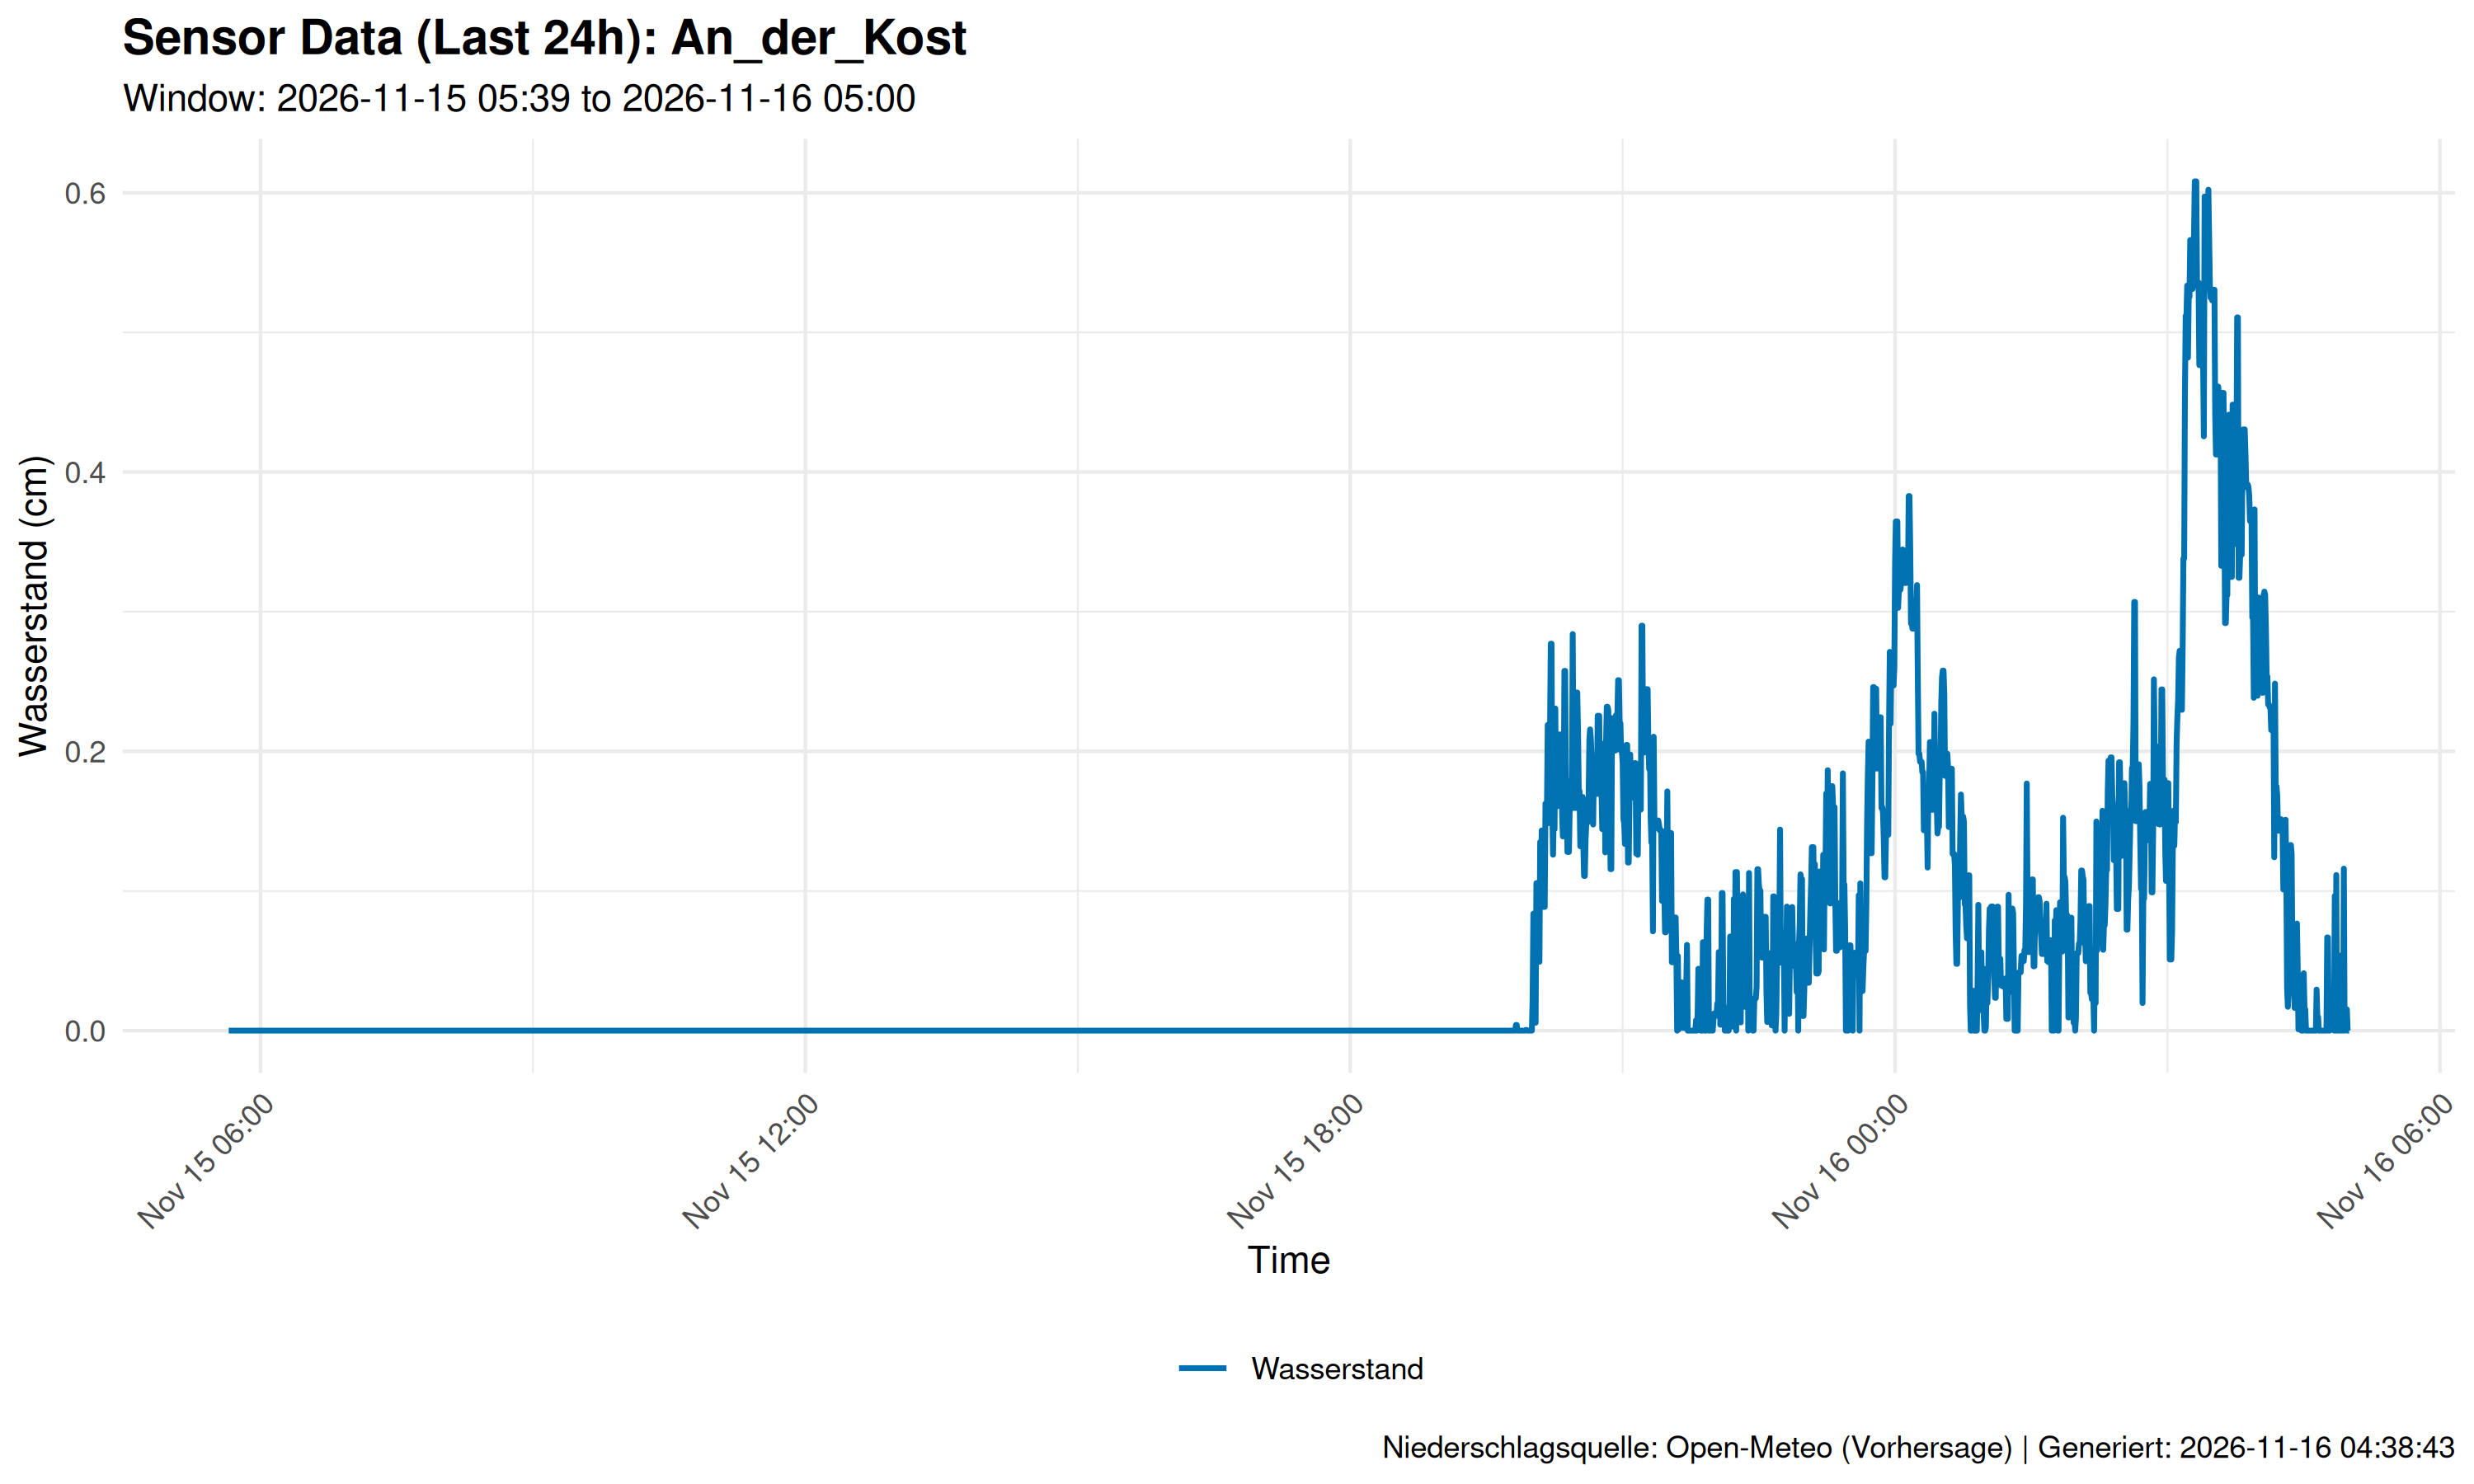 Sensor Data (Last 24h): An_der_Kost
Window: 2026-11-15 05:39 to 2026-11-16 05:00
Wasserstand (cm)
0.6
0.4
0.2
0.0
Nov 15 06:00
Nov 15 12:00
Nov 15 18:00
Nov 16 00:00
Nov 16 06:00
Time
Wasserstand
Niederschlagsquelle: Open-Meteo (Vorhersage) | Generiert: 2026-11-16 04:38:43